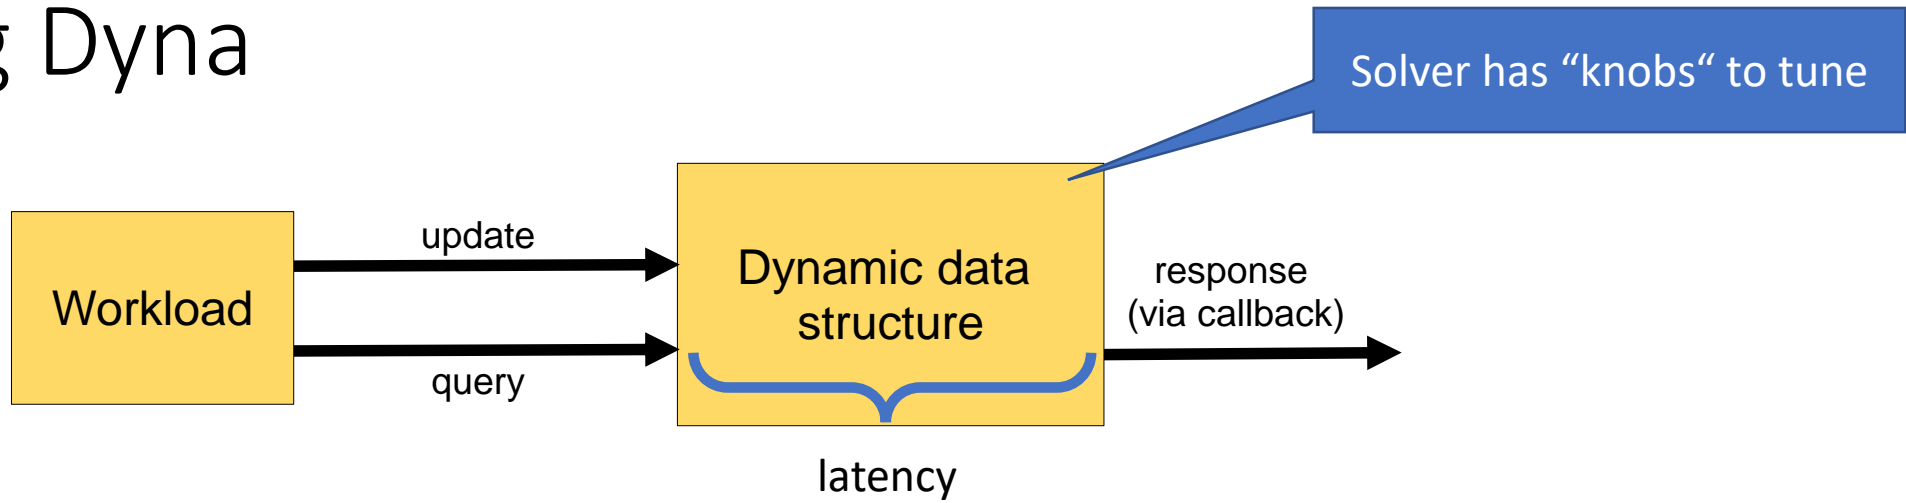 g Dyna
Solver has “knobs“ to tune
update
Workload
Dynamic data
structure
response
(via callback)
query
latency